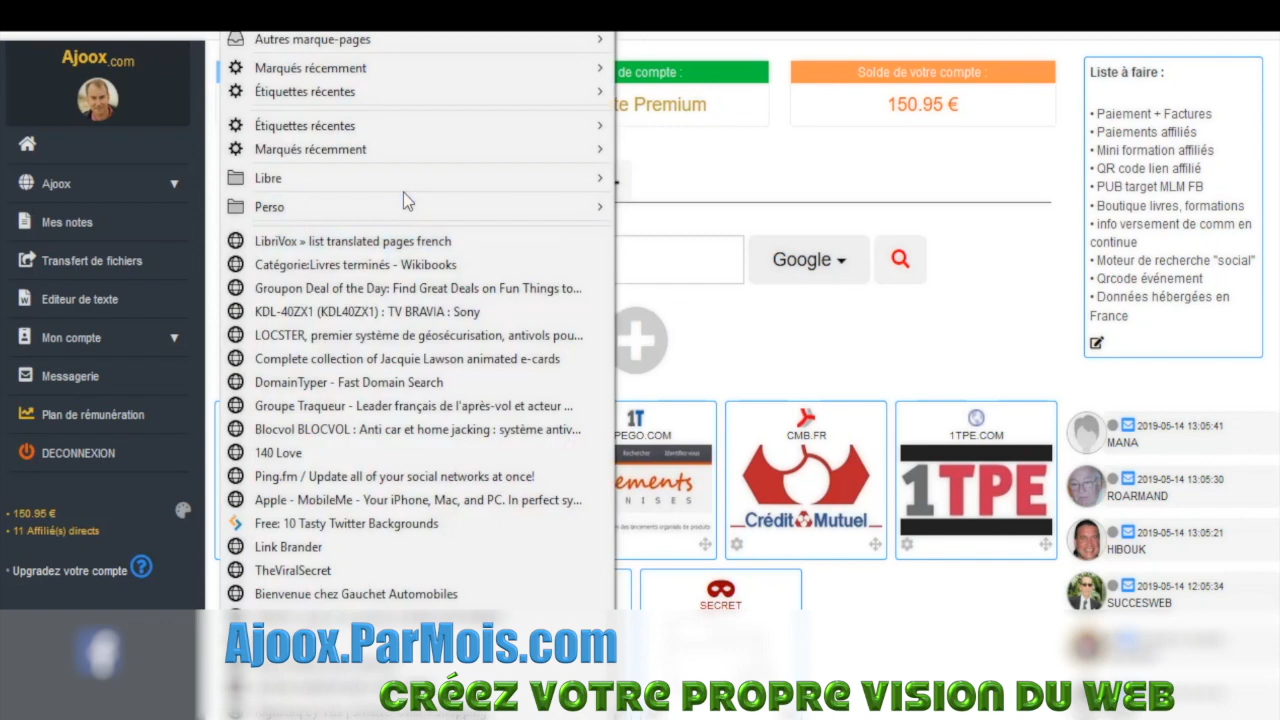 Ajoox.com
Ajoox
Mes notes
Transfert de fichiers
Editeur de texte
Mon compte
Messagerie
Plan de rémunération
DECONNEXION
• 150.95 €
• 11 Affilié(s) directs
• Upgradez votre compte
Autres marque-pages
Marqués récemment
Étiquettes récentes
Étiquettes récentes
Marqués récemment
Libre
Perso
LibriVox » list translated pages french
Catégorie:Livres terminés - Wikibooks
Groupon Deal of the Day: Find Great Deals on Fun Things to...
KDL-40ZX1 (KDL40ZX1) : TV BRAVIA : Sony
LOCSTER, premier système de géosécurisation, antivols pou...
Complete collection of Jacquie Lawson animated e-cards
DomainTyper - Fast Domain Search
Groupe Traqueur - Leader français de l'après-vol et acteur ...
Blocvol BLOCVOL : Anti car et home jacking : système antiv...
140 Love
Ping.fm / Update all of your social networks at once!
Apple - MobileMe - Your iPhone, Mac, and PC. In perfect sy...
Free: 10 Tasty Twitter Backgrounds
Link Brander
TheViralSecret
Bienvenue chez Gauchet Automobiles
de compte :
te Premium
Solde de votre compte :
150.95 €
Google
1T
PEGO.COM
Rechercher Identifiez-vous
ements
NISES
des lancements organisés de produits
CMB.FR
Crédit Mutuel
1TPE.COM
1TPE
SECRET
Liste à faire :
• Paiement + Factures
• Paiements affiliés
• Mini formation affiliés
• QR code lien affilié
• PUB target MLM FB
• Boutique livres, formations
• info versement de comm en
continue
• Moteur de recherche "social"
• Qrcode événement
• Données hébergées en
France
2019-05-14 13:05:41
MANA
2019-05-14 13:05:30
ROARMAND
2019-05-14 13:05:21
HIBOUK
2019-05-14 12:05:34
SUCCESWEB
Ajoox.ParMois.com
CRÉEZ VOTRE PROPRE VISION DU WEB